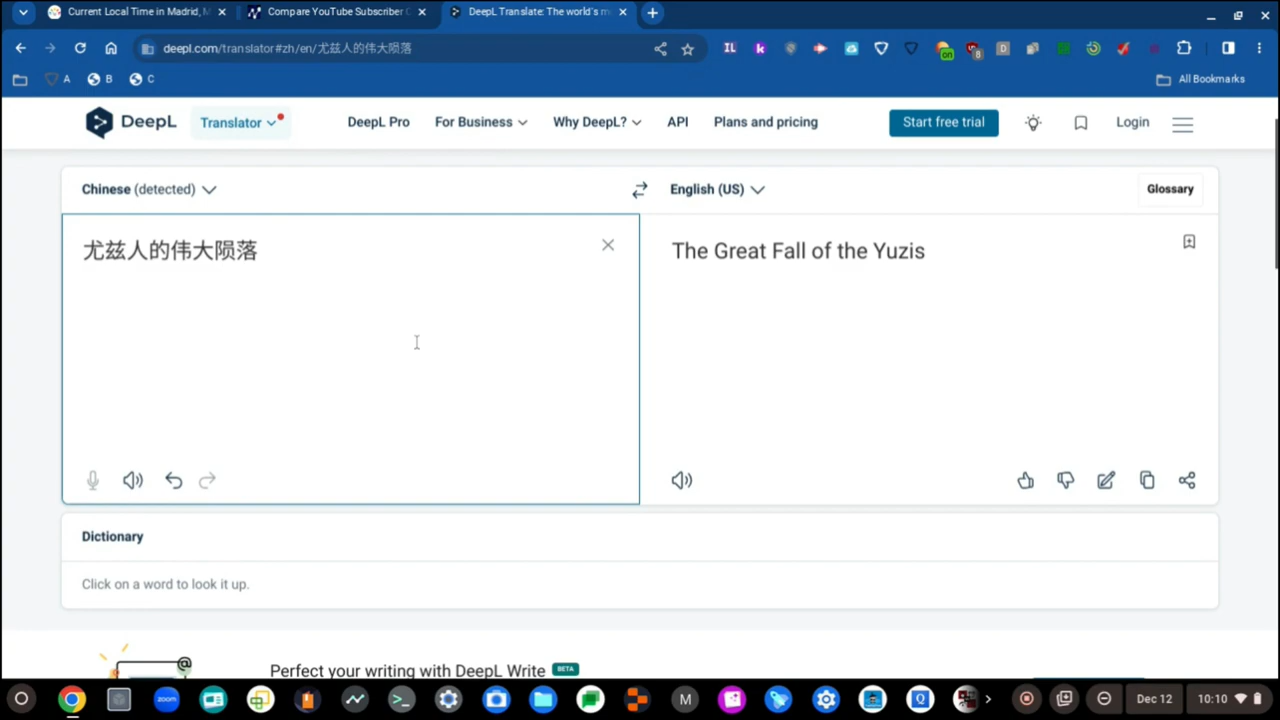 Current Local Time in Madrid, M
Compare YouTube Subscriber C
DeepL Translate: The world's m
deepl.com/translator#zh/en/尤兹人的伟大陨落
IL
k
on
8
D
A
B
C
All Bookmarks
DeepL
Translator
DeepL Pro
For Business
Why DeepL?
API
Plans and pricing
Start free trial
Login
Chinese (detected)
English (US)
Glossary
尤兹人的伟大陨落
The Great Fall of the Yuzis
Dictionary
Click on a word to look it up.
@
Perfect your writing with DeepL Write BETA
zoom
M
Q
Dec 12
10:10